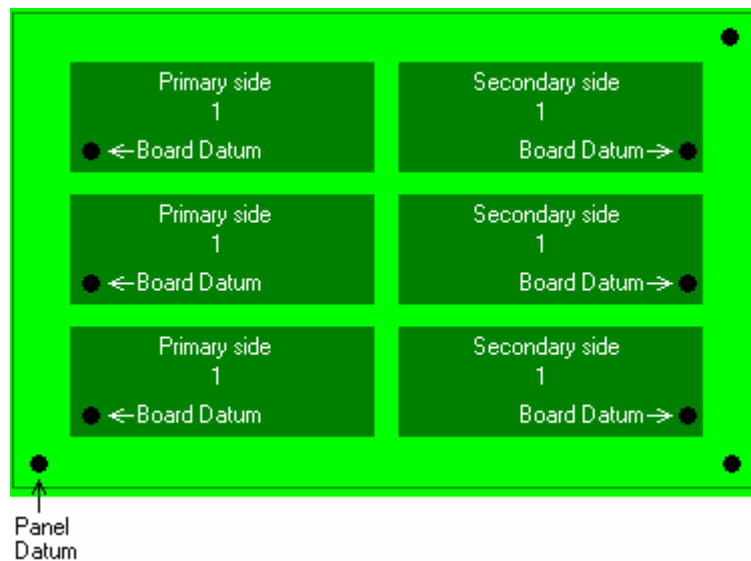 Primary side
1
←Board Datum
Secondary side
1
Board Datum→
Primary side
1
←Board Datum
Secondary side
1
Board Datum→
Primary side
1
←Board Datum
Secondary side
1
Board Datum→
Panel
Datum